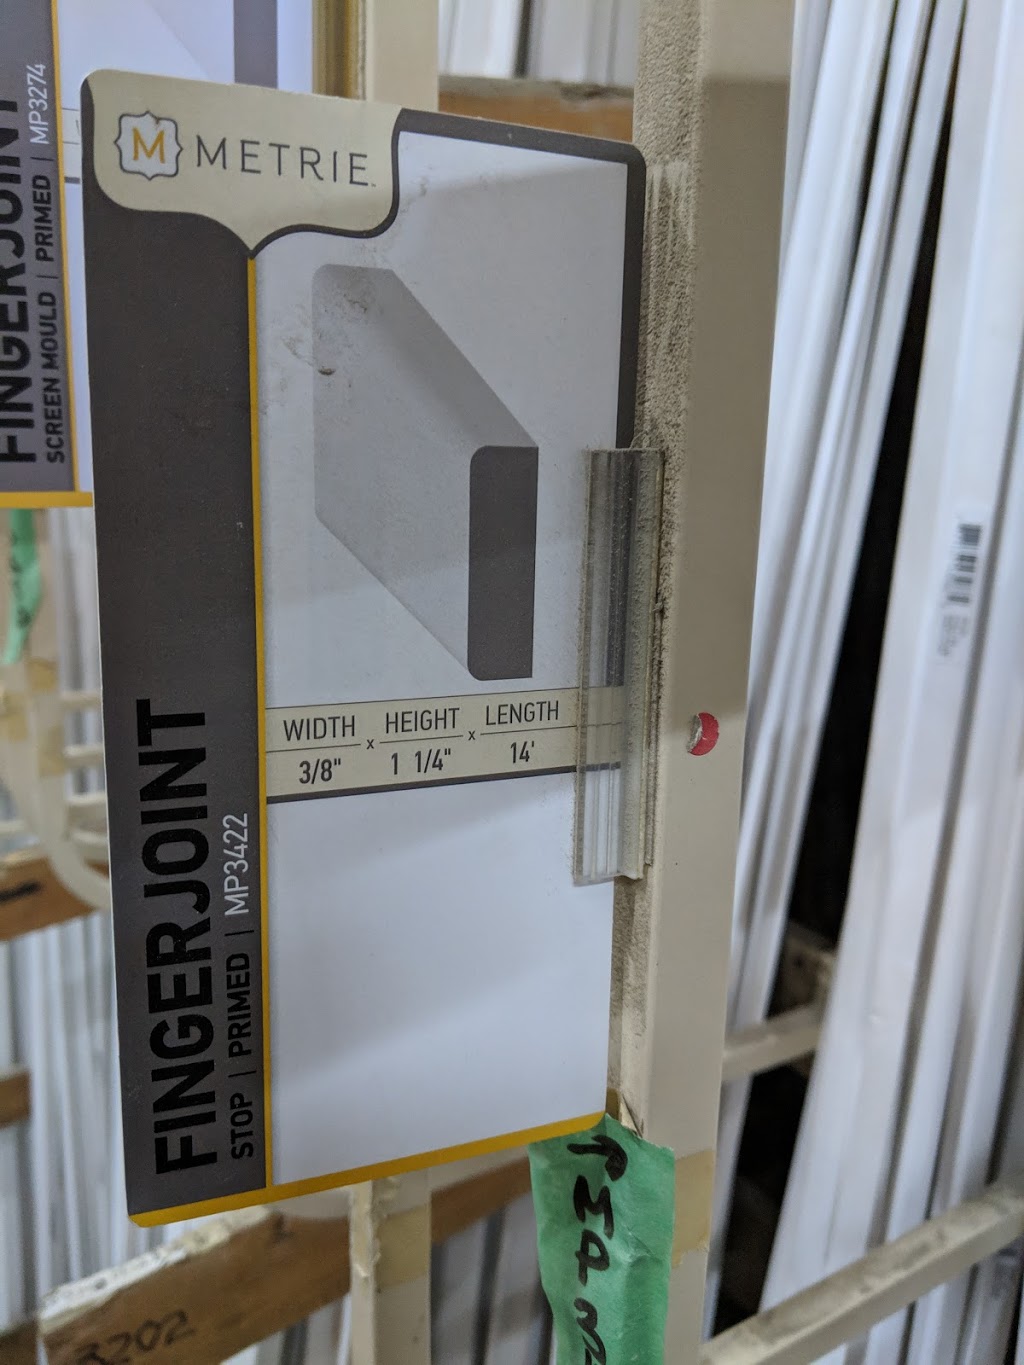 FINGERJOINT
SCREEN MOULD | PRIMED | MP3274
M METRIE
FINGERJOINT
STOP | PRIMED | MP3422
WIDTH x HEIGHT x LENGTH
3/8" 1 1/4" 14'
3202